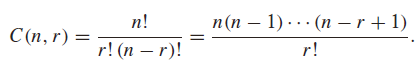 C(n, r) = n! / r! (n − r)! = n(n − 1) · · · (n − r + 1) / r! .